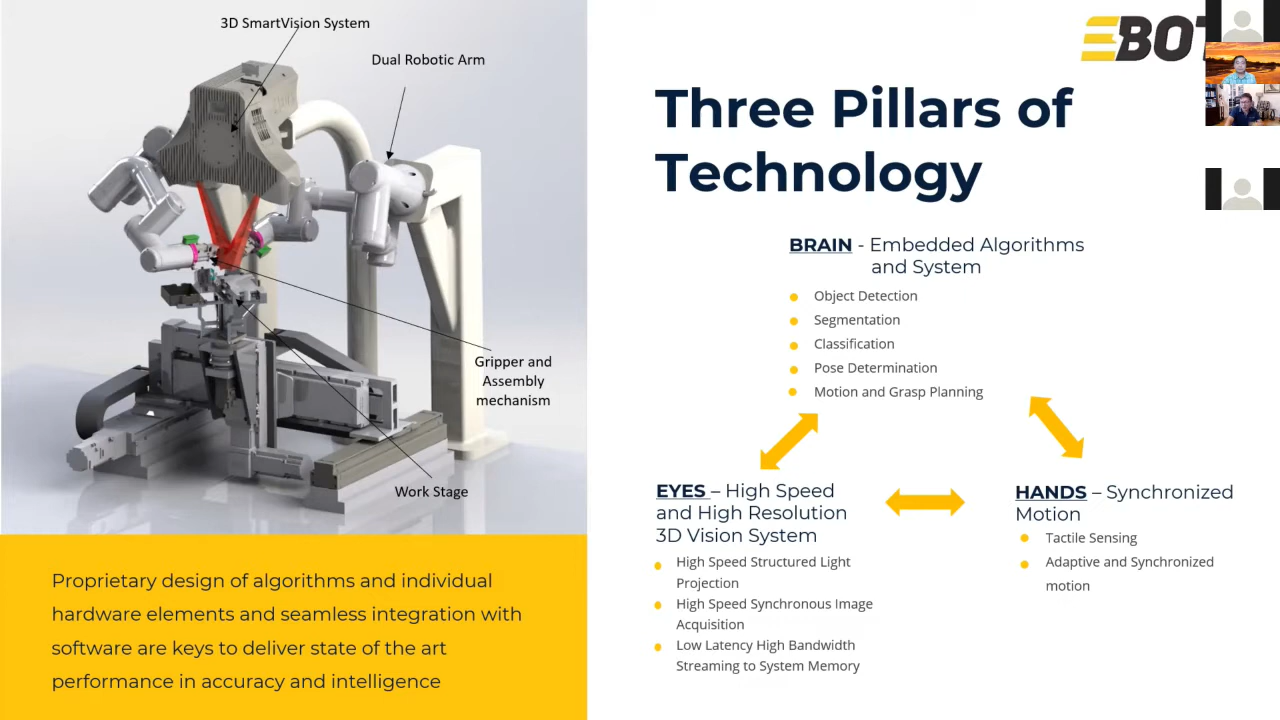 3D SmartVision System
Dual Robotic Arm
Gripper and
Assembly
mechanism
Work Stage
Proprietary design of algorithms and individual
hardware elements and seamless integration with
software are keys to deliver state of the art
performance in accuracy and intelligence
Three Pillars of
Technology
BRAIN - Embedded Algorithms
and System
Object Detection
Segmentation
Classification
Pose Determination
Motion and Grasp Planning
EYES – High Speed
and High Resolution
3D Vision System
High Speed Structured Light
Projection
High Speed Synchronous Image
Acquisition
Low Latency High Bandwidth
Streaming to System Memory
HANDS – Synchronized
Motion
Tactile Sensing
Adaptive and Synchronized
motion